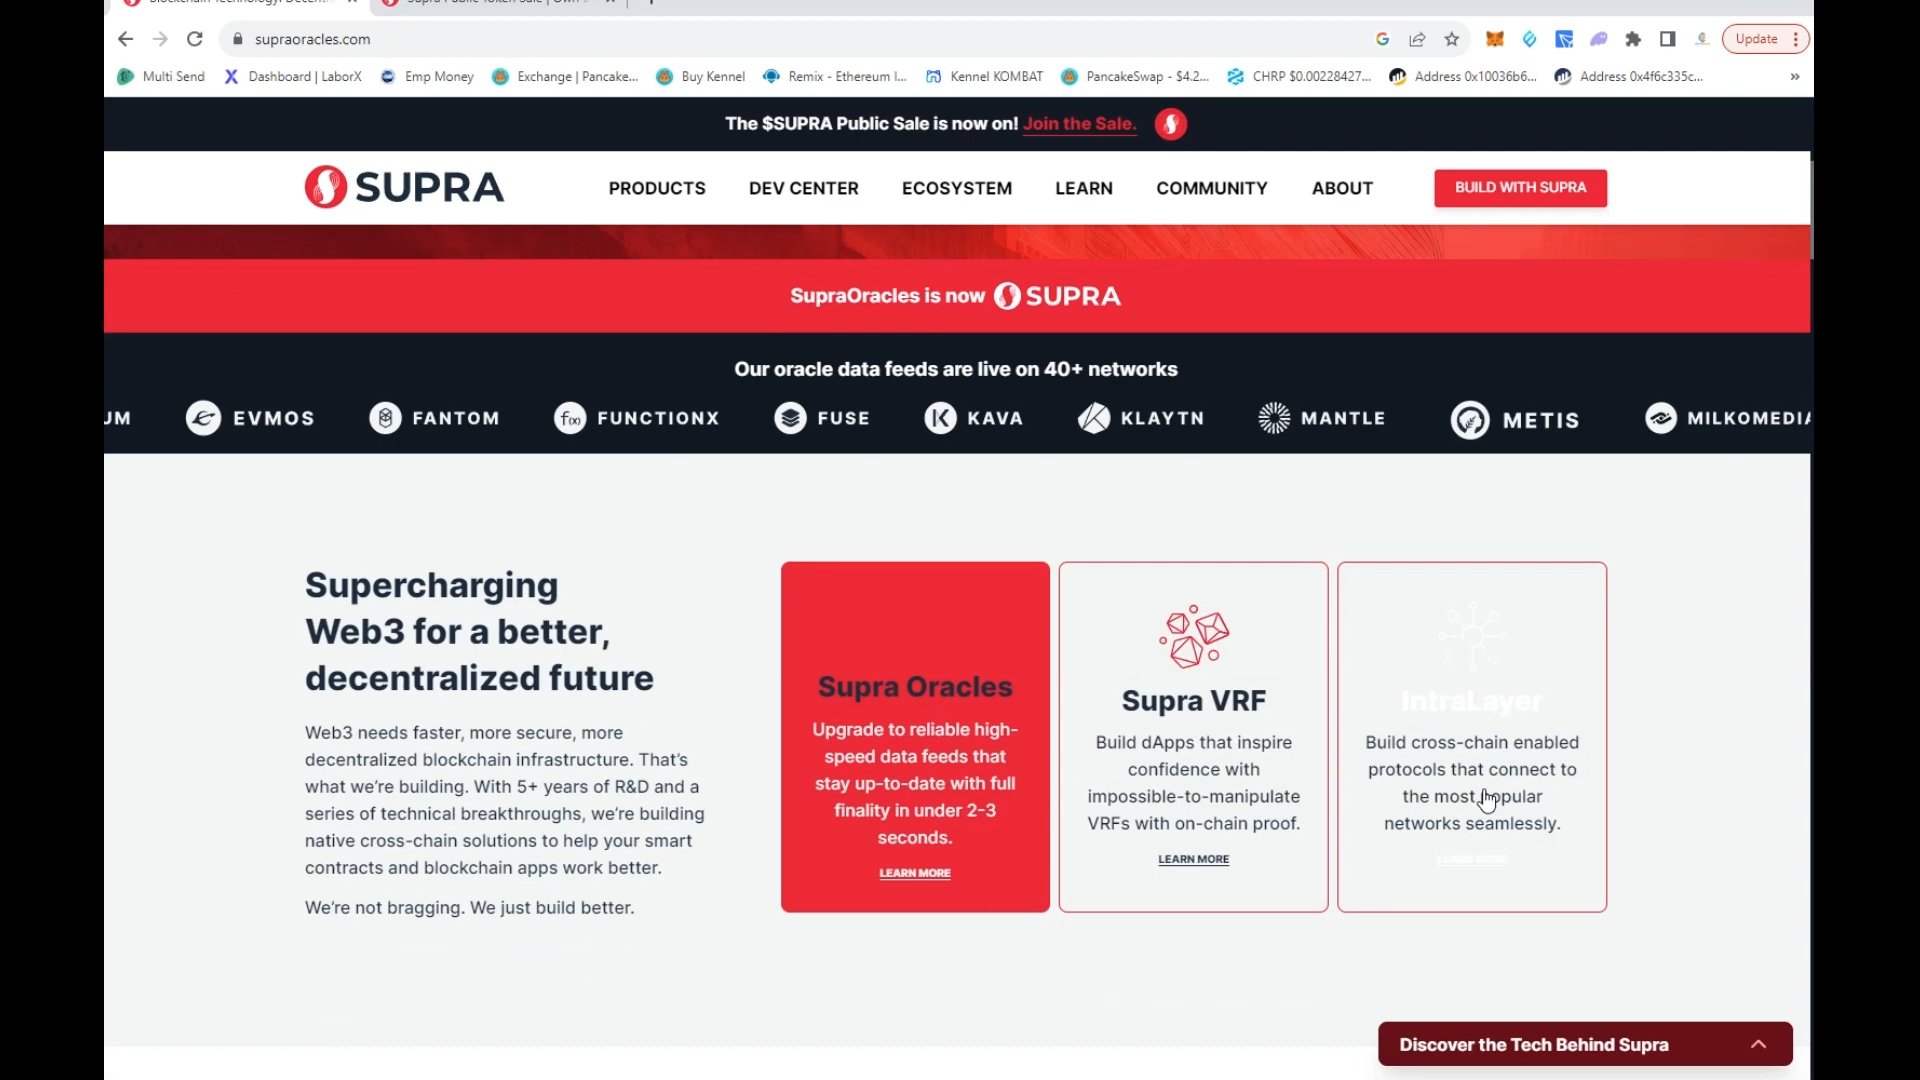 supraoracles.com
Update
Multi Send
Dashboard | LaborX
Emp Money
Exchange | Pancake...
Buy Kennel
Remix - Ethereum I...
Kennel KOMBAT
PancakeSwap - $4.2...
CHRP $0.00228427...
Address 0x10036b6...
Address 0x4f6c335c...
The $SUPRA Public Sale is now on! Join the Sale.
SUPRA
PRODUCTS
DEV CENTER
ECOSYSTEM
LEARN
COMMUNITY
ABOUT
BUILD WITH SUPRA
SupraOracles is now SUPRA
Our oracle data feeds are live on 40+ networks
UM
EVMOS
FANTOM
f(x) FUNCTIONX
FUSE
KAVA
KLAYTN
MANTLE
METIS
MILKOMEDIA
Supercharging
Web3 for a better,
decentralized future
Web3 needs faster, more secure, more
decentralized blockchain infrastructure. That's
what we're building. With 5+ years of R&D and a
series of technical breakthroughs, we're building
native cross-chain solutions to help your smart
contracts and blockchain apps work better.
We're not bragging. We just build better.
Supra Oracles
Upgrade to reliable high-
speed data feeds that
stay up-to-date with full
finality in under 2-3
seconds.
LEARN MORE
Supra VRF
Build dApps that inspire
confidence with
impossible-to-manipulate
VRFs with on-chain proof.
LEARN MORE
IntraLayer
Build cross-chain enabled
protocols that connect to
the most popular
networks seamlessly.
LEARN MORE
Discover the Tech Behind Supra